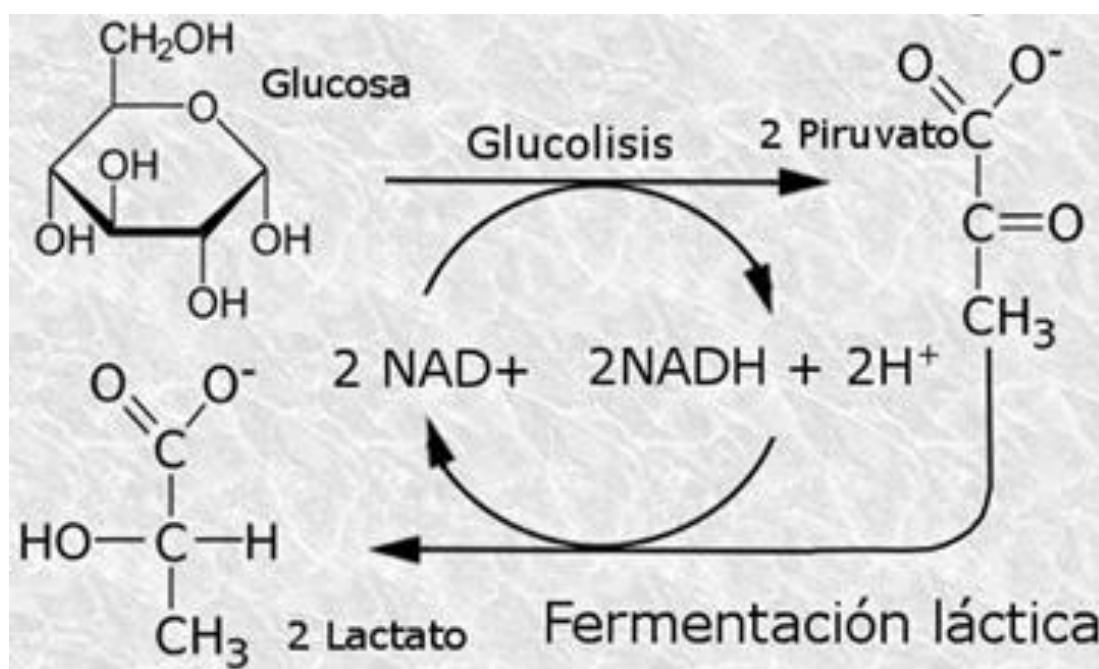 CH₂OH
Glucosa
O
OH
OH
OH
OH
Glucolisis
2 Piruvato
O
O⁻
C
C=O
CH₃
2 NAD+
2NADH + 2H⁺
O
O⁻
C
HO—C—H
CH₃
2 Lactato
Fermentación láctica